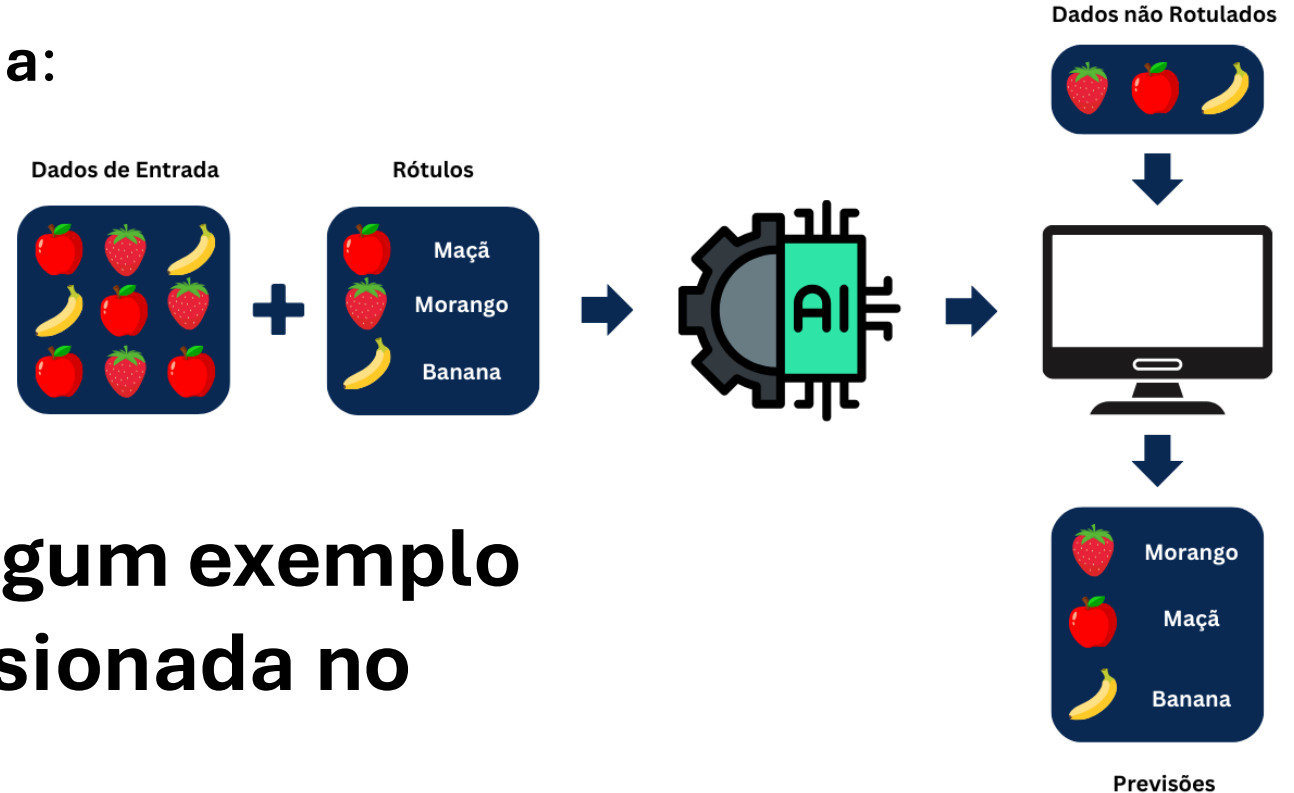 Dados não Rotulados
a:
Dados de Entrada
Rótulos
Maçã
Morango
Banana
AI
gum exemplo
sionada no
Morango
Maçã
Banana
Previsões